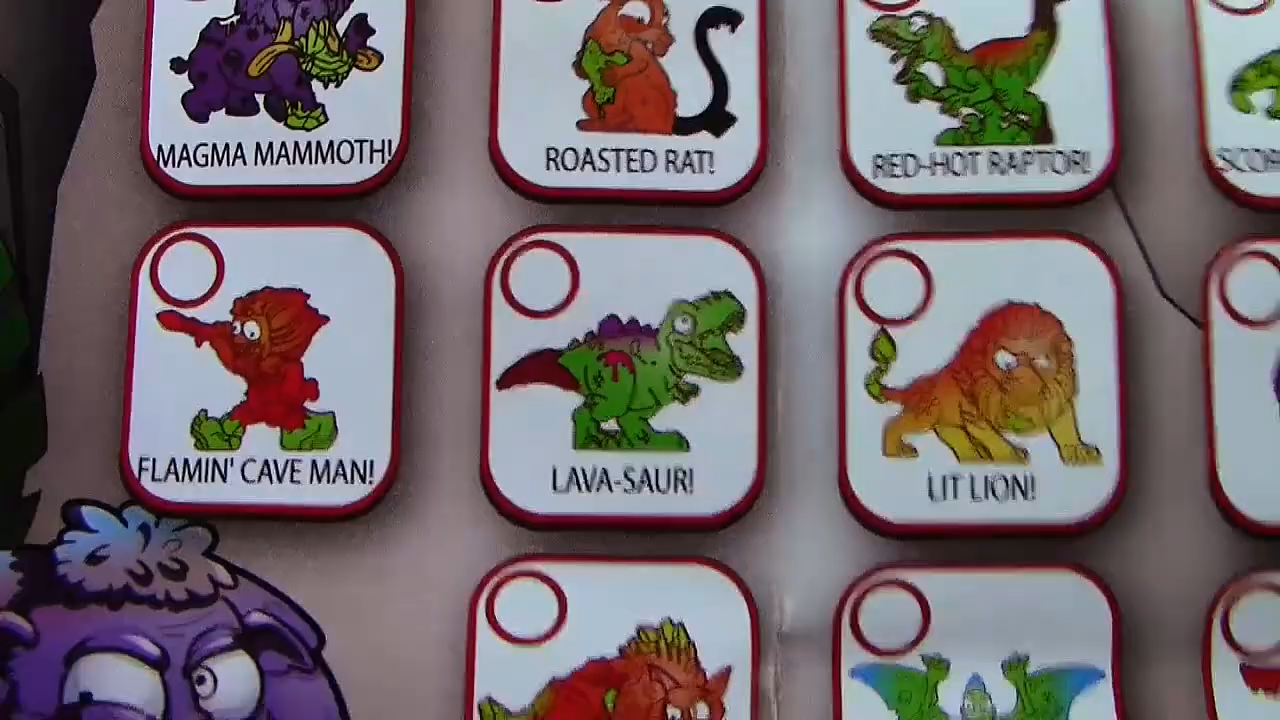 MAGMA MAMMOTH!
ROASTED RAT!
RED-HOT RAPTOR!
FLAMIN' CAVE MAN!
LAVA-SAUR!
LIT LION!